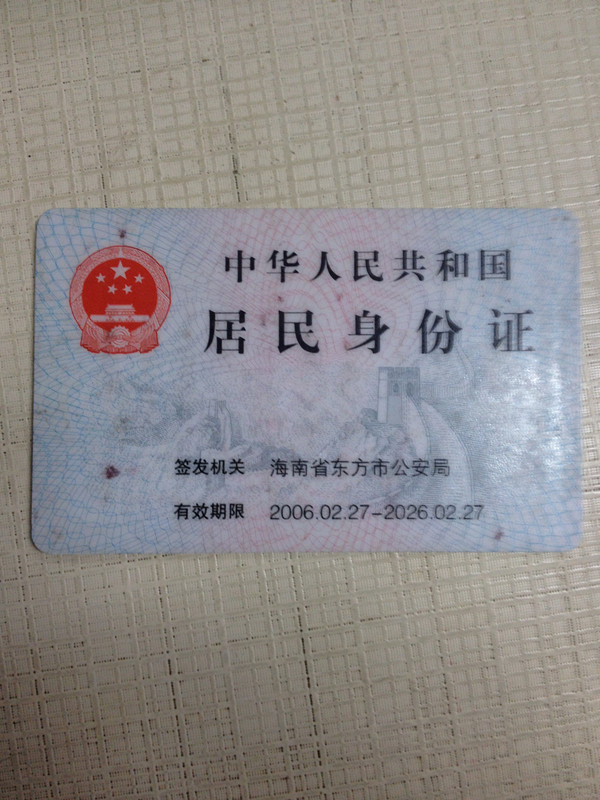 中华人民共和国
居民身份证
签发机关 海南省东方市公安局
有效期限 2006.02.27-2026.02.27